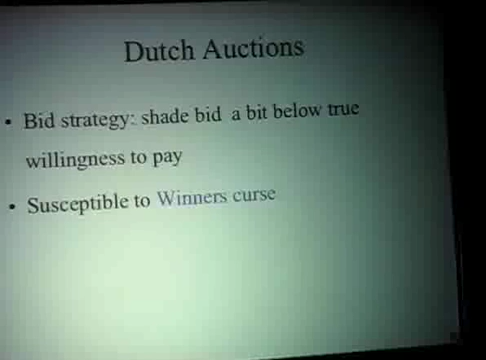 Dutch Auctions
• Bid strategy: shade bid a bit below true
willingness to pay
• Susceptible to Winners curse